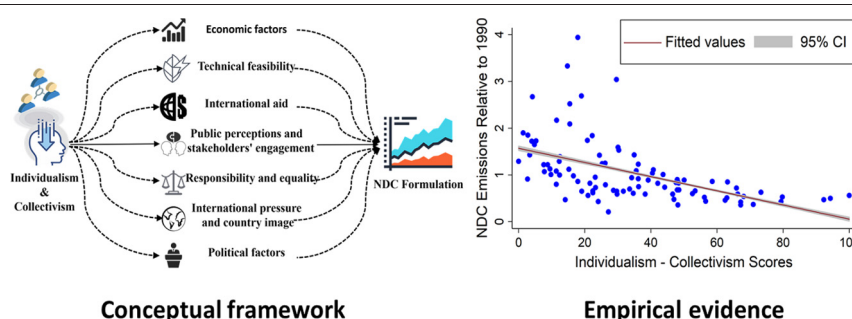 Economic factors
Technical feasibility
International aid
Public perceptions and
stakeholders' engagement
Responsibility and equality
International pressure
and country image
Political factors
Individualism
&
Collectivism
NDC Formulation
Conceptual framework
Fitted values
95% CI
NDC Emissions Relative to 1990
4
3
2
1
0
0 20 40 60 80 100
Individualism - Collectivism Scores
Empirical evidence